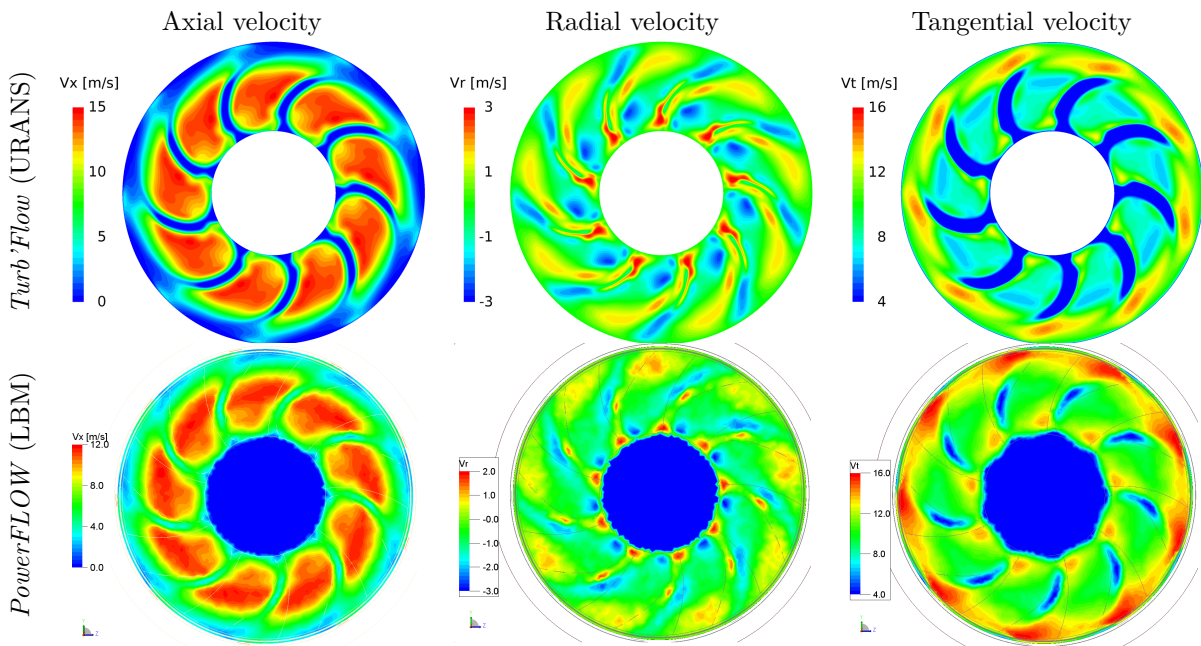 Axial velocity
Radial velocity
Tangential velocity
Turb'Flow (URANS)
Vx [m/s]
15
10
5
0
Vr [m/s]
3
1
-1
-3
Vt [m/s]
16
12
8
4
PowerFLOW (LBM)
Vx [m/s]
12.0
8.0
4.0
0.0
Vr
2.0
1.0
-0.0
-1.0
-2.0
-3.0
Vt
16.0
12.0
8.0
4.0
Z
Z
Z